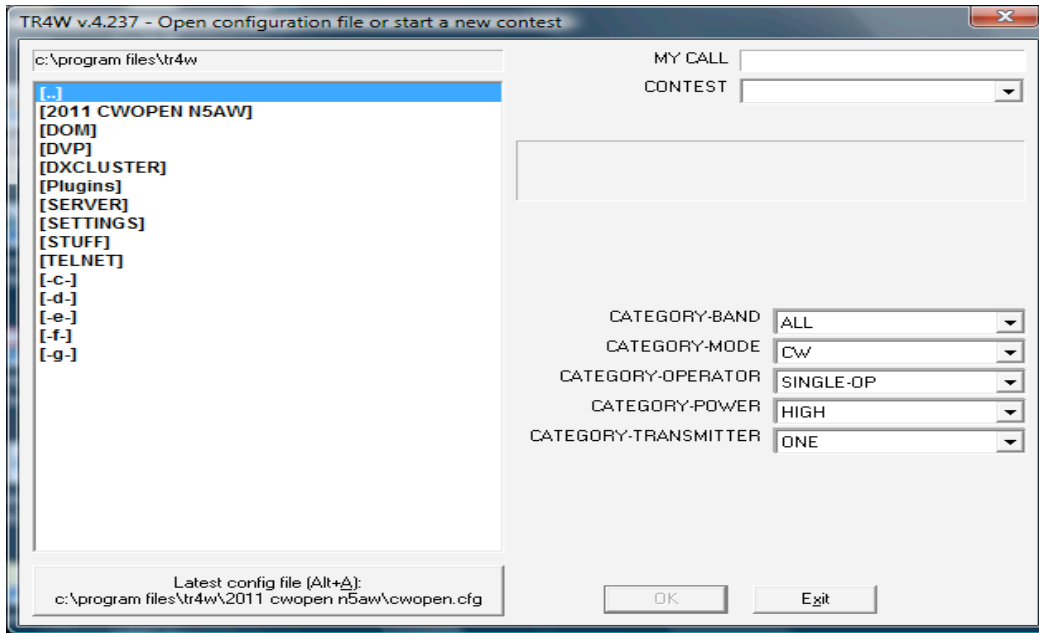 TR4W v.4.237 - Open configuration file or start a new contest
c:\program files\tr4w
[..]
[2011 CWOPEN N5AW]
[DOM]
[DVP]
[DXCLUSTER]
[Plugins]
[SERVER]
[SETTINGS]
[STUFF]
[TELNET]
[-c-]
[-d-]
[-e-]
[-f-]
[-g-]
Latest config file (Alt+A):
c:\program files\tr4w\2011 cwopen n5aw\cwopen.cfg
MY CALL
CONTEST
CATEGORY-BAND ALL
CATEGORY-MODE CW
CATEGORY-OPERATOR SINGLE-OP
CATEGORY-POWER HIGH
CATEGORY-TRANSMITTER ONE
OK Exit